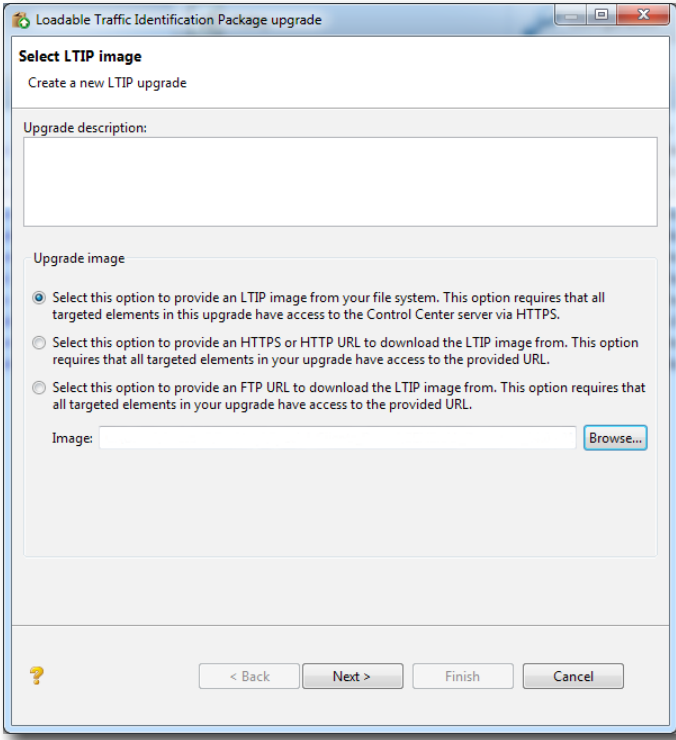 Loadable Traffic Identification Package upgrade
Select LTIP image
Create a new LTIP upgrade
Upgrade description:
Upgrade image
Select this option to provide an LTIP image from your file system. This option requires that all
targeted elements in this upgrade have access to the Control Center server via HTTPS.
Select this option to provide an HTTPS or HTTP URL to download the LTIP image from. This option
requires that all targeted elements in your upgrade have access to the provided URL.
Select this option to provide an FTP URL to download the LTIP image from. This option requires that
all targeted elements in your upgrade have access to the provided URL.
Image: Browse...
< Back Next > Finish Cancel